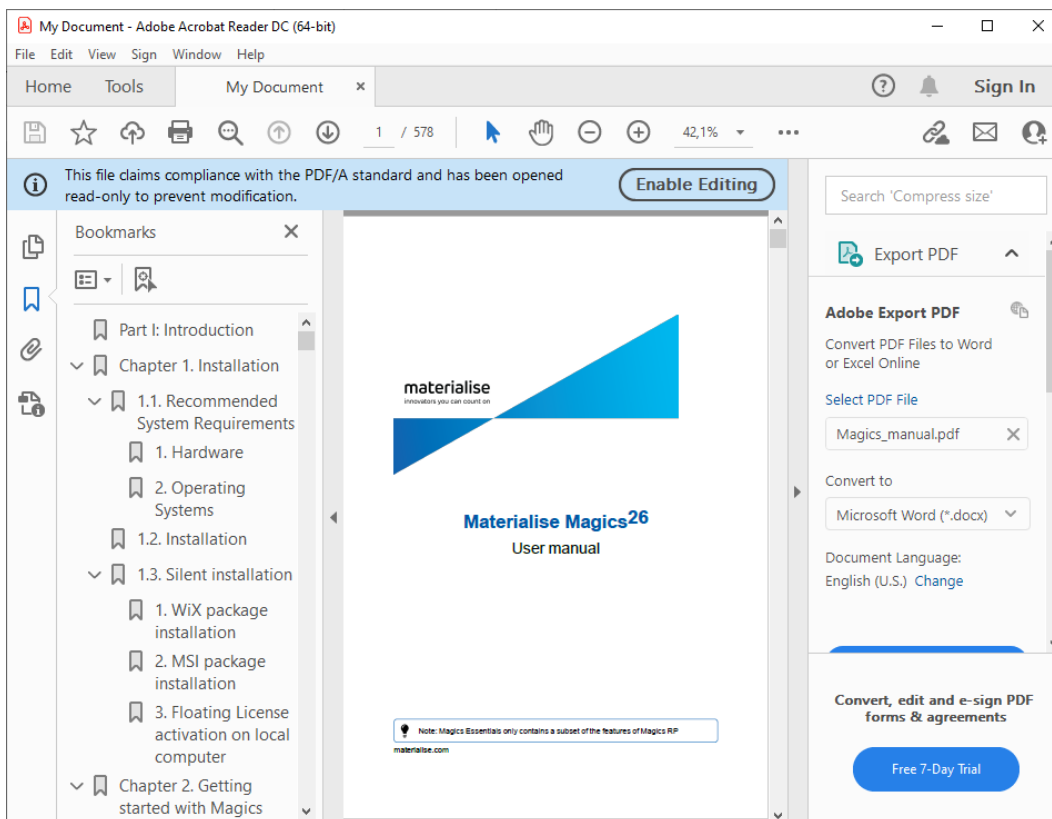 My Document - Adobe Acrobat Reader DC (64-bit)
File Edit View Sign Window Help
Home Tools My Document × Sign In
1 / 578 42,1%
This file claims compliance with the PDF/A standard and has been opened
read-only to prevent modification.
Enable Editing
Bookmarks
Part I: Introduction
Chapter 1. Installation
1.1. Recommended
System Requirements
1. Hardware
2. Operating
Systems
1.2. Installation
1.3. Silent installation
1. WiX package
installation
2. MSI package
installation
3. Floating License
activation on local
computer
Chapter 2. Getting
started with Magics
materialise
innovators you can count on
Materialise Magics26
User manual
Note: Magics Essentials only contains a subset of the features of Magics RP
materialise.com
Search 'Compress size'
Export PDF
Adobe Export PDF
Convert PDF Files to Word
or Excel Online
Select PDF File
Magics_manual.pdf
Convert to
Microsoft Word (*.docx)
Document Language:
English (U.S.) Change
Convert, edit and e-sign PDF
forms & agreements
Free 7-Day Trial